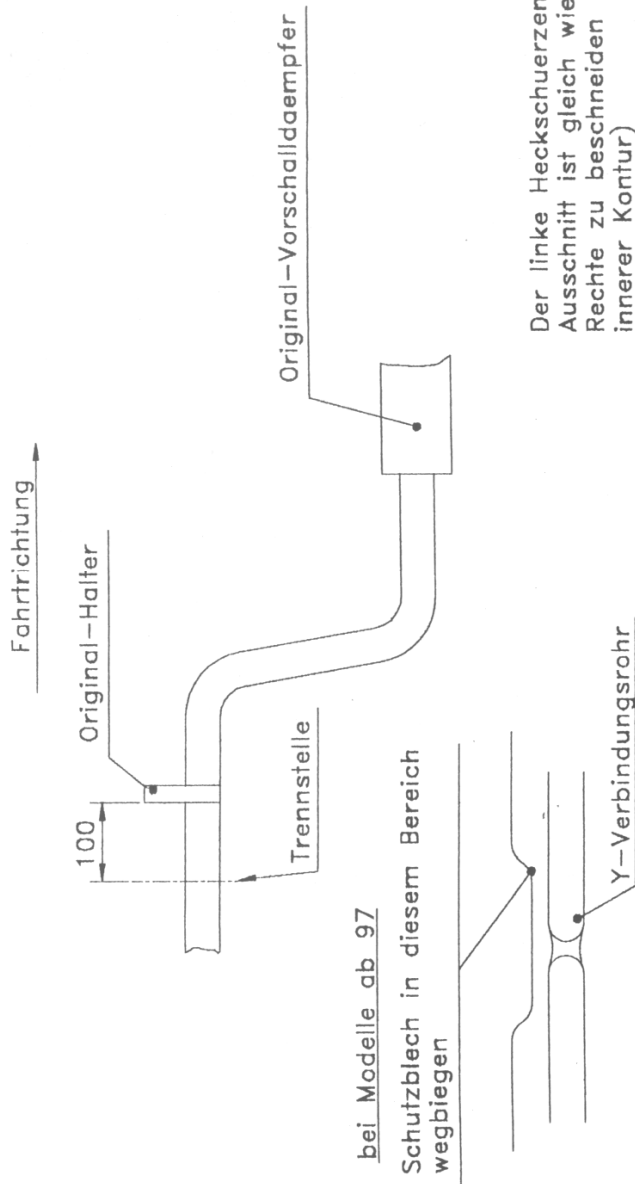 Fahrtrichtung
Original-Halter
100
Trennstelle
Original-Vorschalldaempfer
bei Modelle ab 97
Schutzblech in diesem Bereich
wegbiegen
Y-Verbindungsrohr
Der linke Heckschuerzen
Ausschnitt ist gleich wie
Rechte zu beschneiden
innerer Kontur)